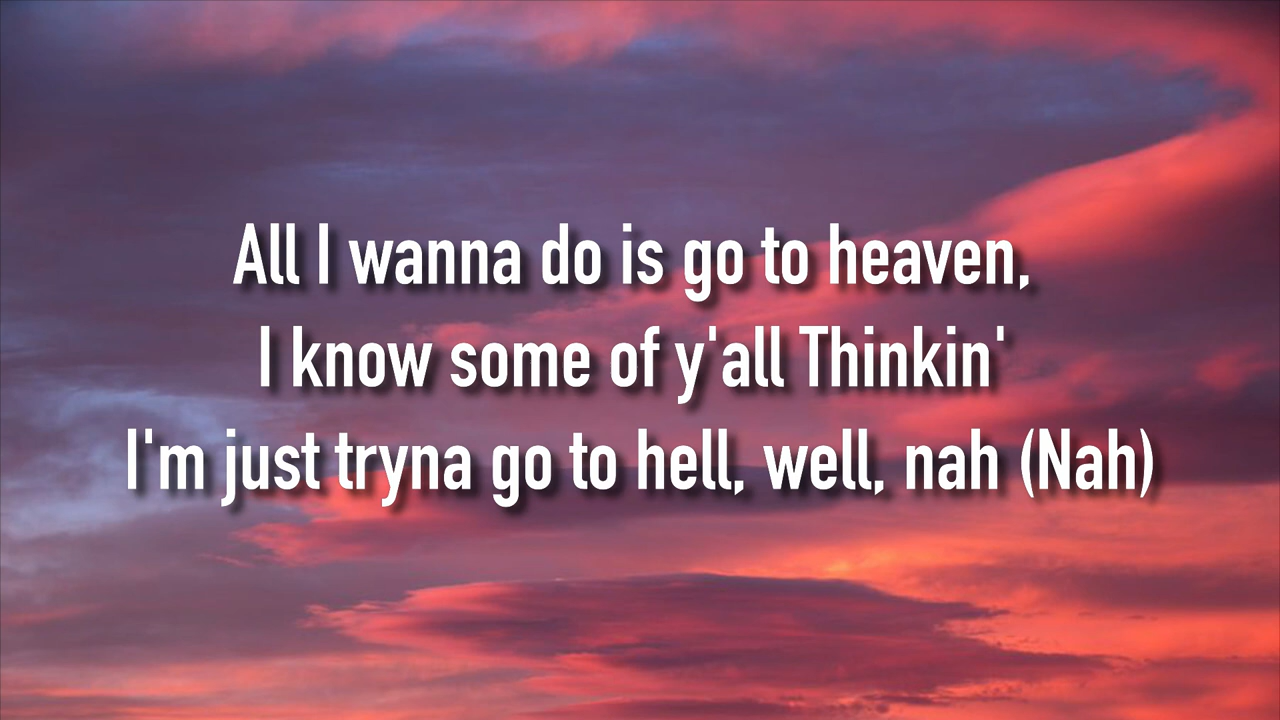 All I wanna do is go to heaven,
I know some of y'all Thinkin'
I'm just tryna go to hell, well, nah (Nah)